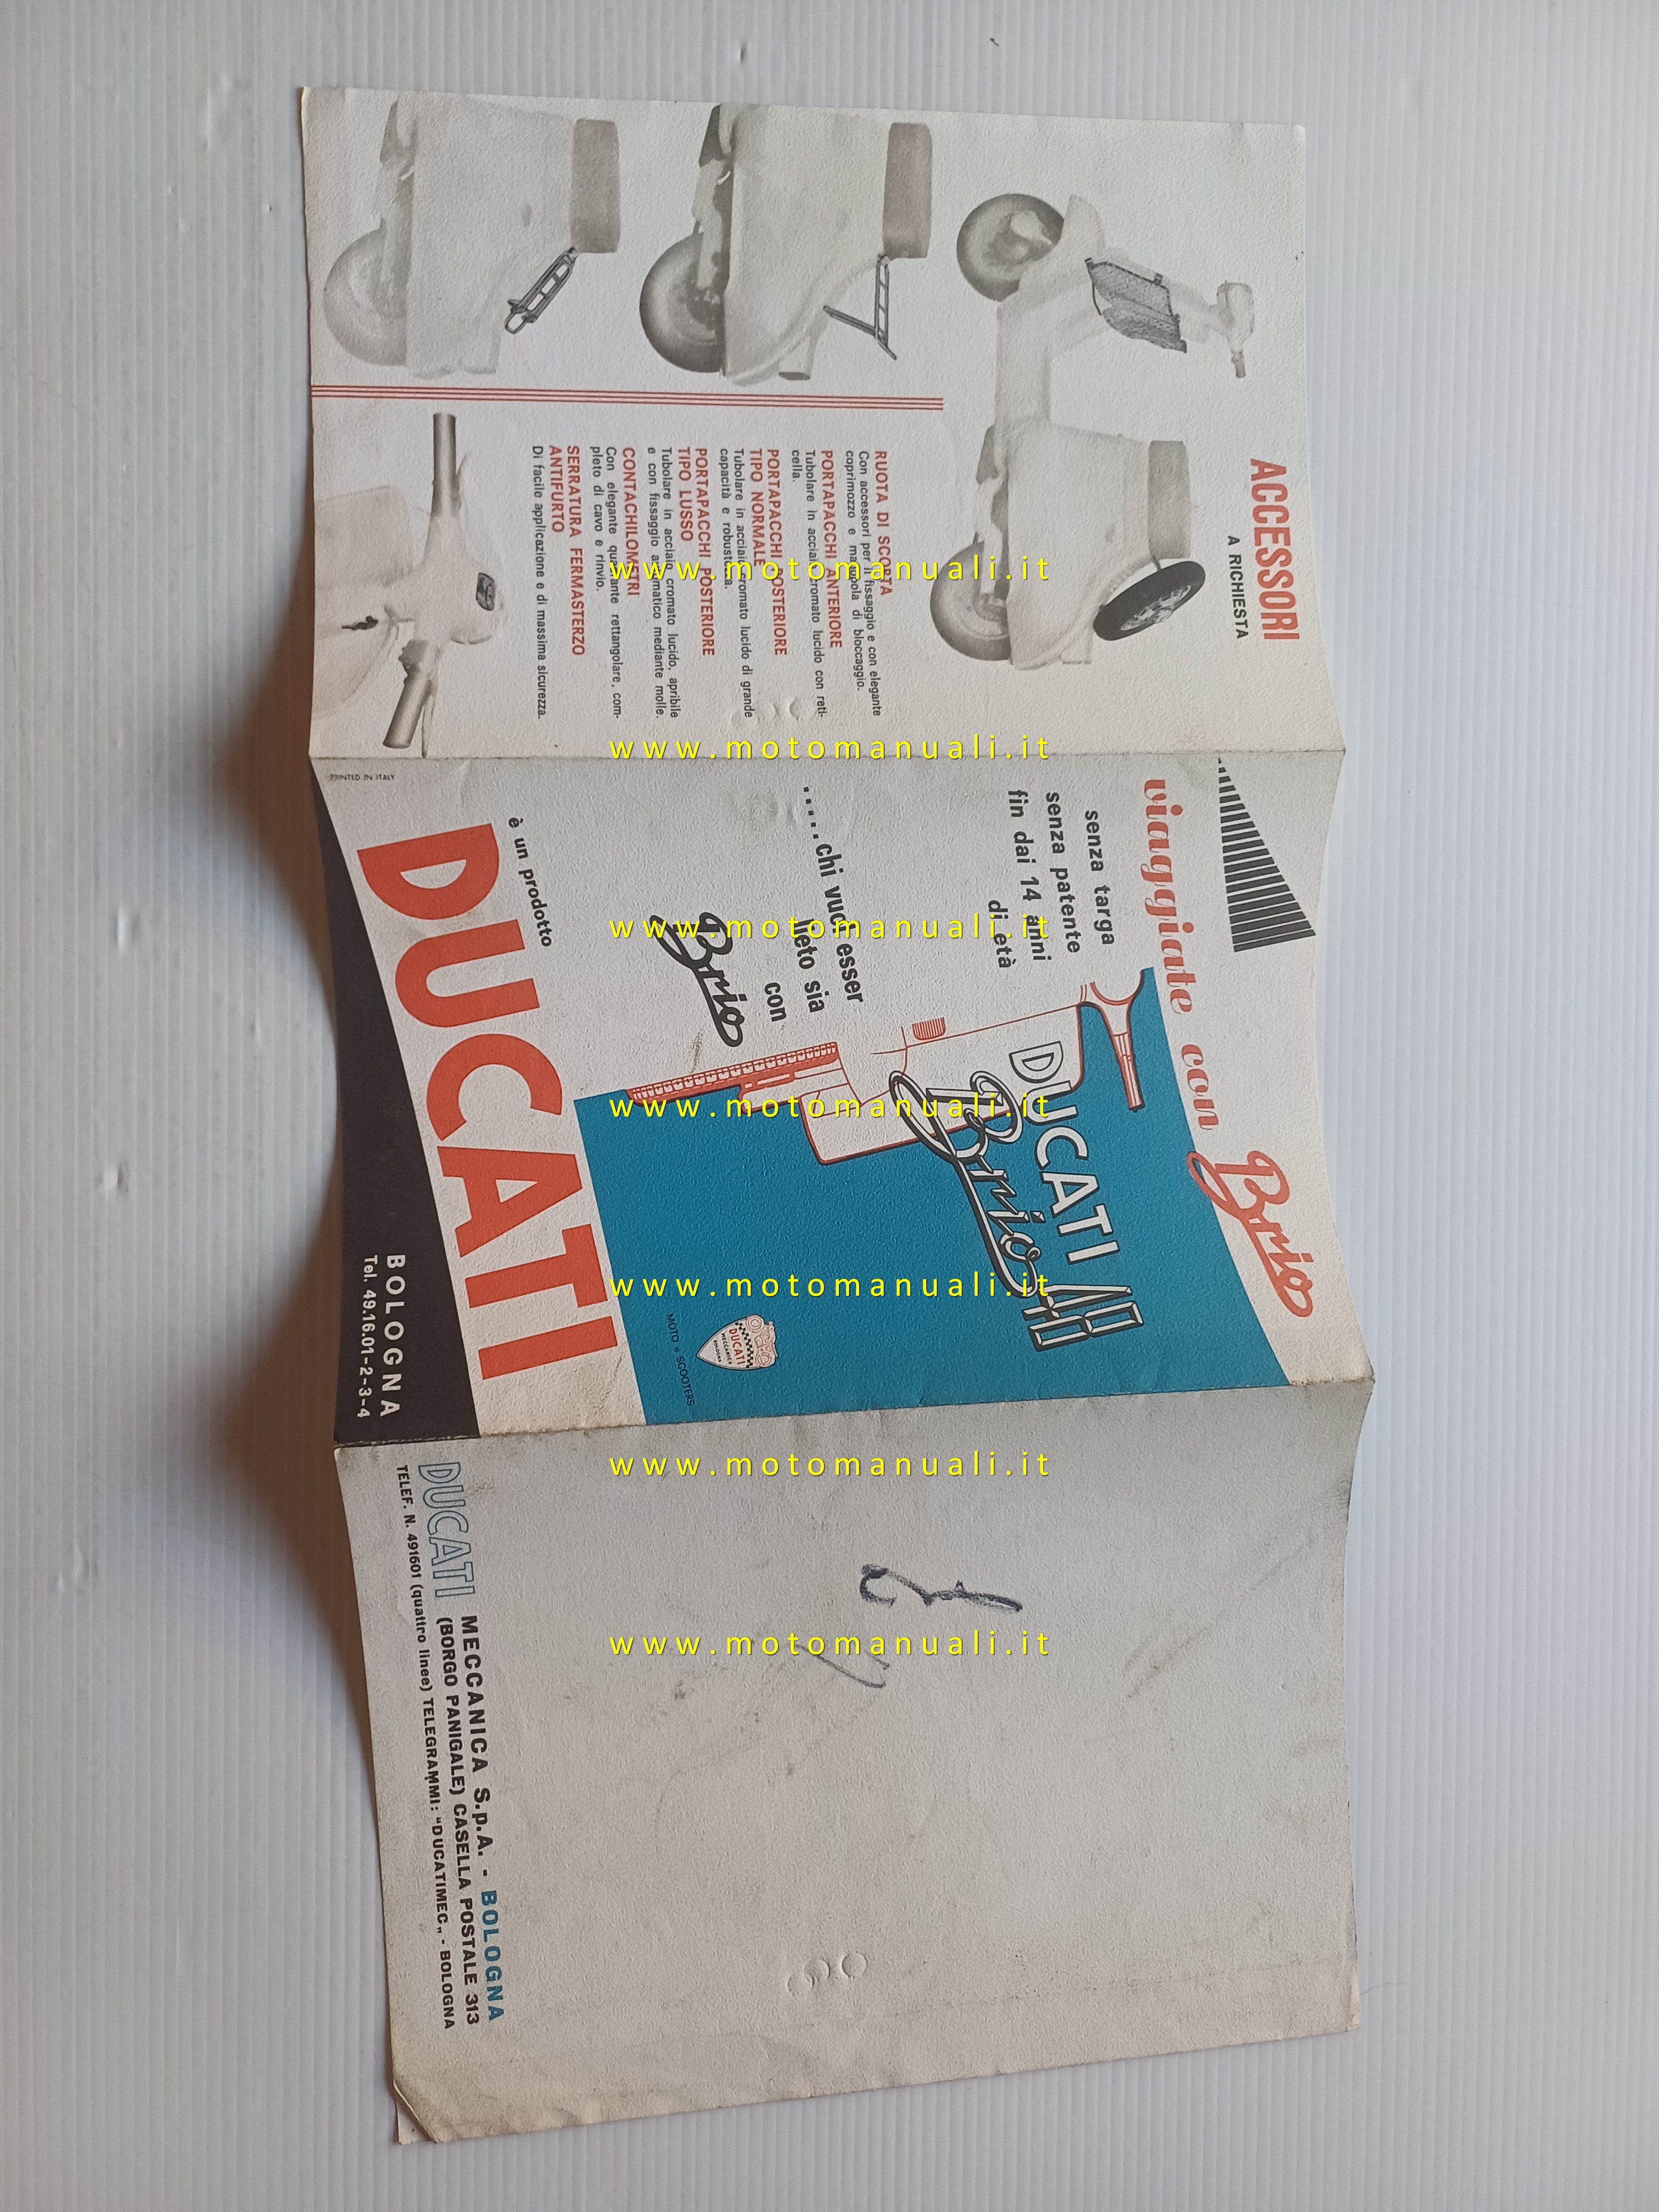 ACCESSORI
A RICHIESTA
RUOTA DI SCORTA
Con accessori per il fissaggio e con elegante
coprimozzo e manopola di bloccaggio.
PORTAPACCHI ANTERIORE
Tubolare in acciaio cromato lucido con reti-
cella.
PORTAPACCHI POSTERIORE
TIPO NORMALE
Tubolare in acciaio cromato lucido di grande
capacità e robustezza.
PORTAPACCHI POSTERIORE
TIPO LUSSO
Tubolare in acciaio cromato lucido, apribile
e con fissaggio automatico mediante molle.
CONTACHILOMETRI
Con elegante quadrante rettangolare, com-
pleto di cavo e rinvio.
SERRATURA FERMASTERZO
ANTIFURTO
Di facile applicazione e di massima sicurezza.
viaggiate con Brio
senza targa
senza patente
fin dai 14 anni
di età
DUCATI 48
Brio
.....chi vuol esser
lieto sia
con
Brio
DUCATI
MECCANICA
BOLOGNA
MOTO e SCOOTERS
è un prodotto
DUCATI
BOLOGNA
Tel. 49.16.01-2-3-4
PRINTED IN ITALY
DUCATI MECCANICA S.p.A. - BOLOGNA
(BORGO PANIGALE) CASELLA POSTALE 313
TELEF. N. 491601 (quattro linee) TELEGRAMMI: "DUCATIMEC„ - BOLOGNA
www.motomanuali.it
www.motomanuali.it
www.motomanuali.it
www.motomanuali.it
www.motomanuali.it
www.motomanuali.it
www.motomanuali.it